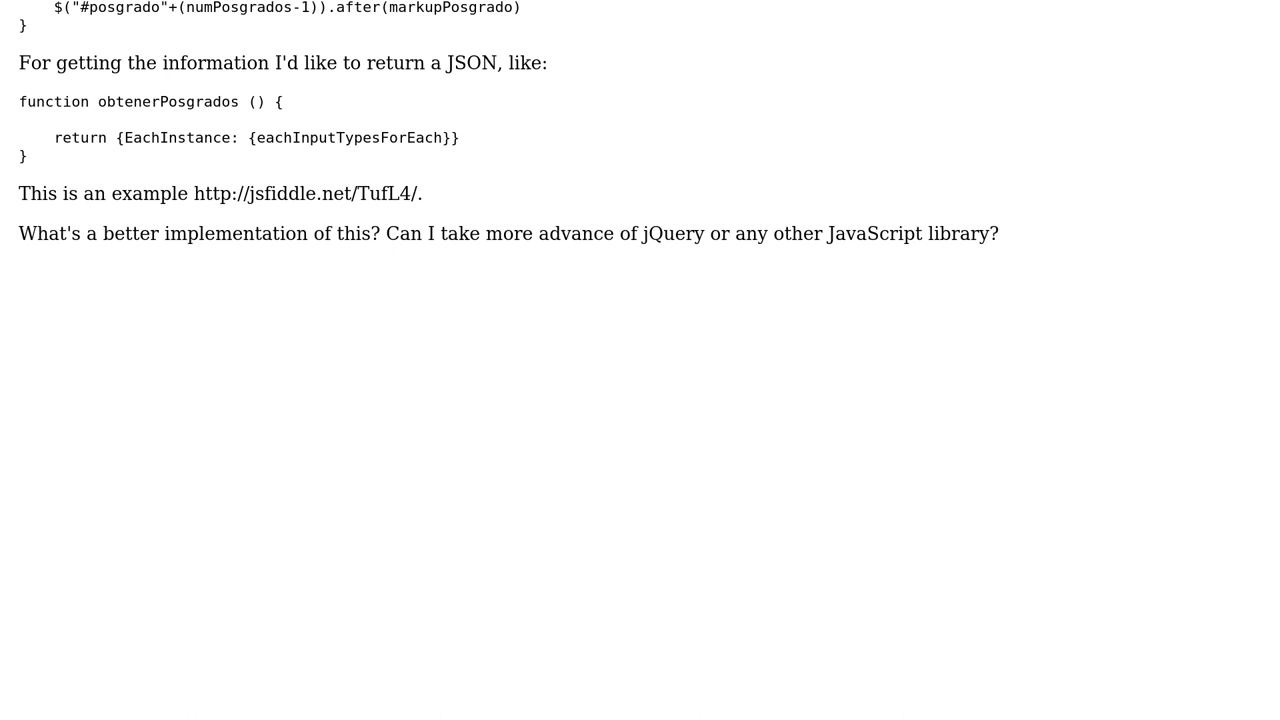 $("#posgrado"+(numPosgrados-1)).after(markupPosgrado)
}
For getting the information I'd like to return a JSON, like:
function obtenerPosgrados () {
return {EachInstance: {eachInputTypesForEach}}
}
This is an example http://jsfiddle.net/TufL4/.
What's a better implementation of this? Can I take more advance of jQuery or any other JavaScript library?